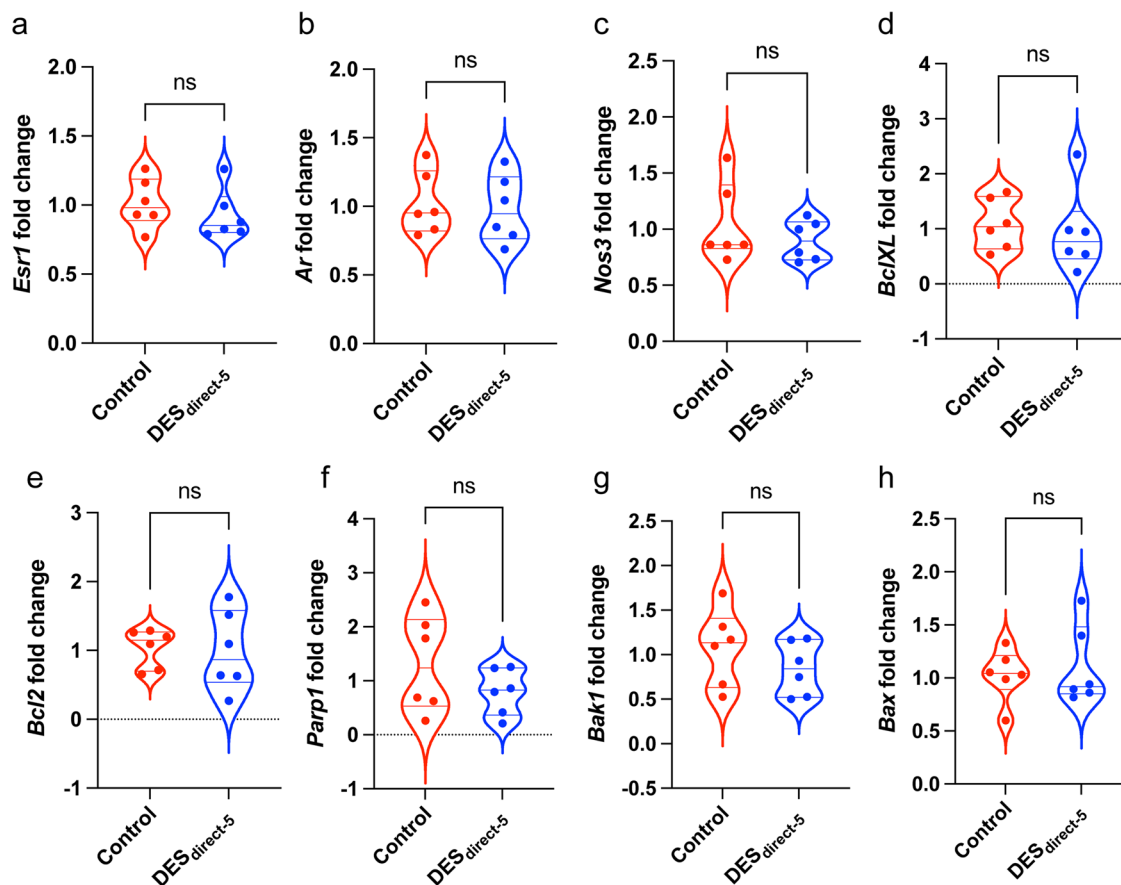 a
Esr1 fold change
2.0
1.5
1.0
0.5
0.0
ns
Control
DESdirect-5
b
Ar fold change
2.0
1.5
1.0
0.5
0.0
ns
Control
DESdirect-5
c
Nos3 fold change
2.5
2.0
1.5
1.0
0.5
0.0
ns
Control
DESdirect-5
d
BclXL fold change
4
3
2
1
0
-1
ns
Control
DESdirect-5
e
Bcl2 fold change
3
2
1
0
-1
ns
Control
DESdirect-5
f
Parp1 fold change
4
3
2
1
0
-1
ns
Control
DESdirect-5
g
Bak1 fold change
2.5
2.0
1.5
1.0
0.5
0.0
-0.5
ns
Control
DESdirect-5
h
Bax fold change
2.5
2.0
1.5
1.0
0.5
0.0
ns
Control
DESdirect-5